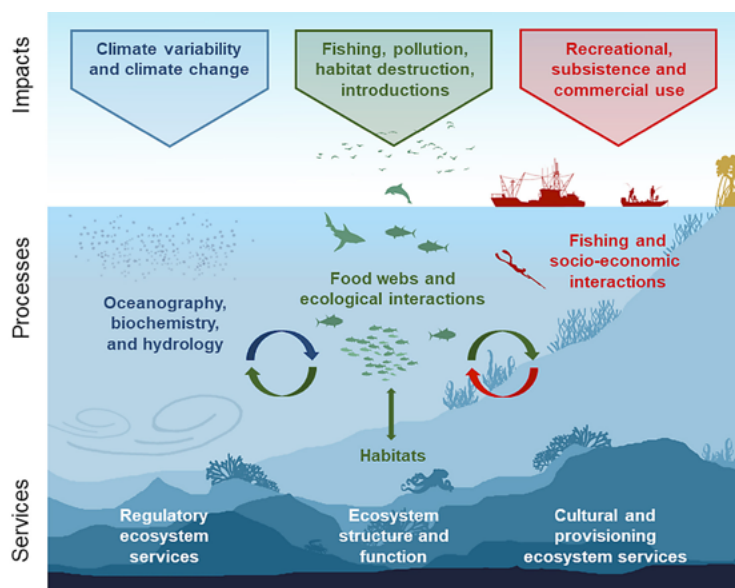 Impacts
Climate variability
and climate change
Fishing, pollution,
habitat destruction,
introductions
Recreational,
subsistence and
commercial use
Processes
Oceanography,
biochemistry,
and hydrology
Food webs and
ecological interactions
Fishing and
socio-economic
interactions
Habitats
Services
Regulatory
ecosystem
services
Ecosystem
structure and
function
Cultural and
provisioning
ecosystem services